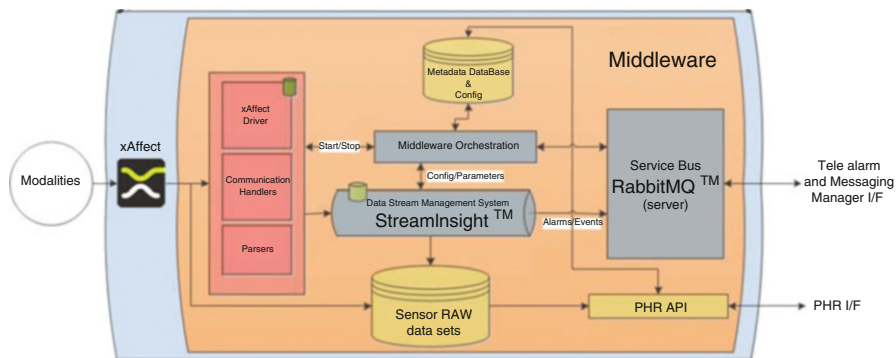 Middleware
Metadata DataBase
&
Config
xAffect
Driver
xAffect
Start/Stop
Middleware Orchestration
Service Bus
RabbitMQ ™
(server)
Tele alarm
and Messaging
Manager I/F
Modalities
Communication
Handlers
Config/Parameters
Data Stream Management System
StreamInsight ™
Alarms/Events
Parsers
Sensor RAW
data sets
PHR API
PHR I/F